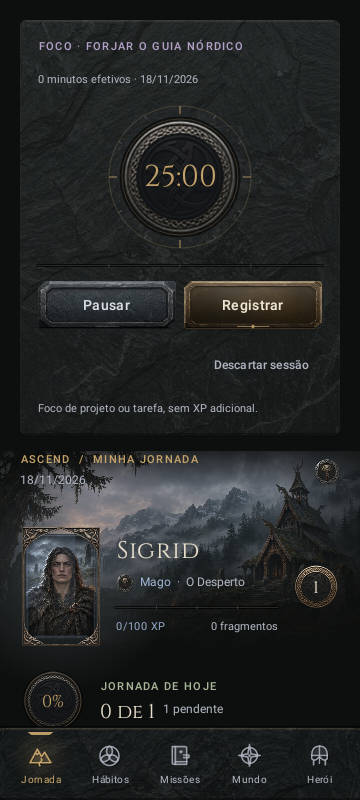 FOCO · FORJAR O GUIA NÓRDICO
0 minutos efetivos · 18/11/2026
25:00
Pausar
Registrar
Descartar sessão
Foco de projeto ou tarefa, sem XP adicional.
ASCEND / MINHA JORNADA
18/11/2026
SIGRID
Mago · O Desperto
I
0/100 XP
0 fragmentos
0%
JORNADA DE HOJE
0 DE 1 1 pendente
Jornada
Hábitos
Missões
Mundo
Herói